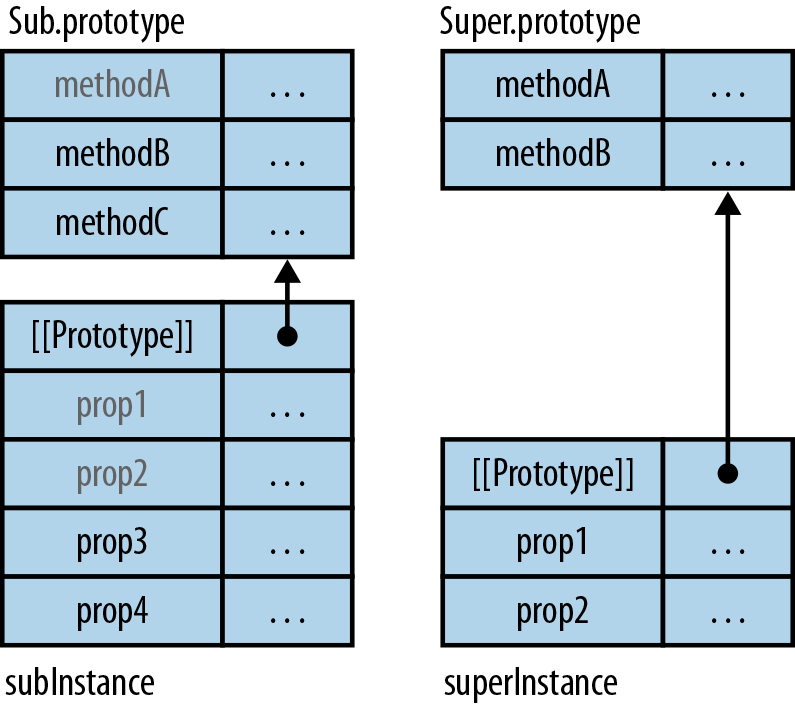 Sub.prototype
methodA ...
methodB ...
methodC ...
[[Prototype]]
prop1 ...
prop2 ...
prop3 ...
prop4 ...
subInstance
Super.prototype
methodA ...
methodB ...
[[Prototype]]
prop1 ...
prop2 ...
superInstance